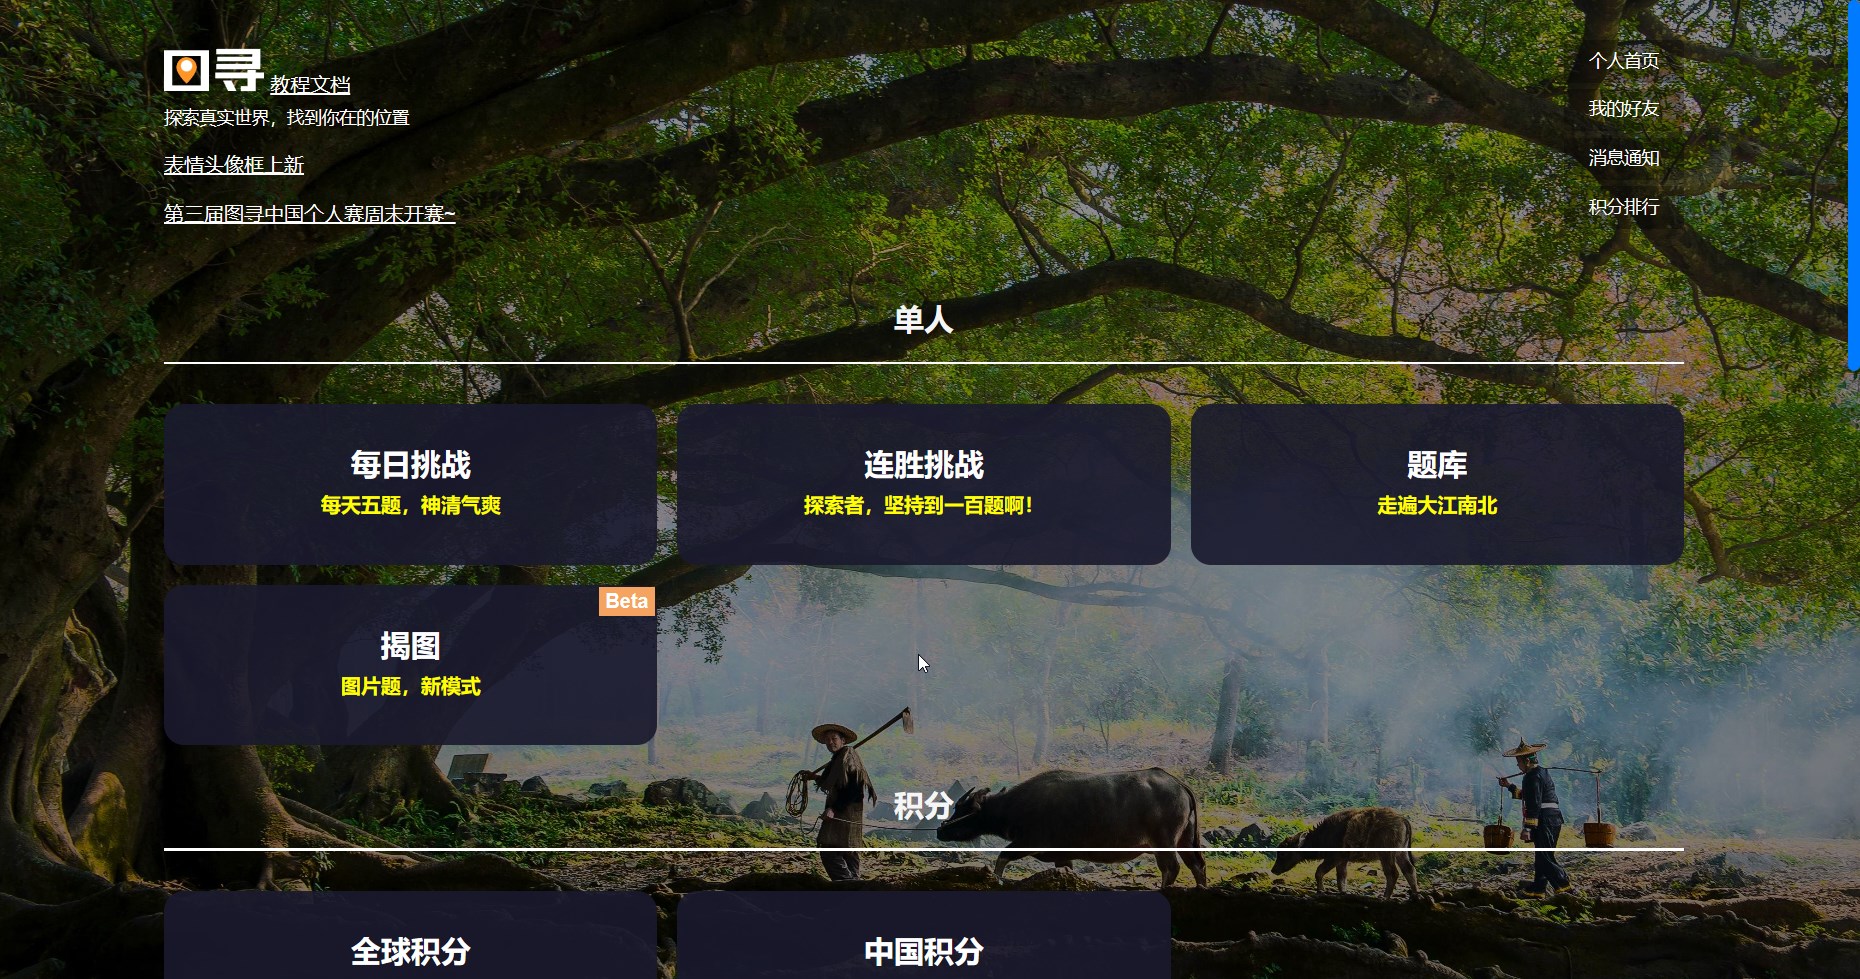 图寻 教程文档
探索真实世界，找到你在的位置
表情头像框上新
第三届图寻中国个人赛周末开赛~
个人首页
我的好友
消息通知
积分排行
单人
每日挑战
每天五题，神清气爽
连胜挑战
探索者，坚持到一百题啊！
题库
走遍大江南北
Beta
揭图
图片题，新模式
积分
全球积分
中国积分